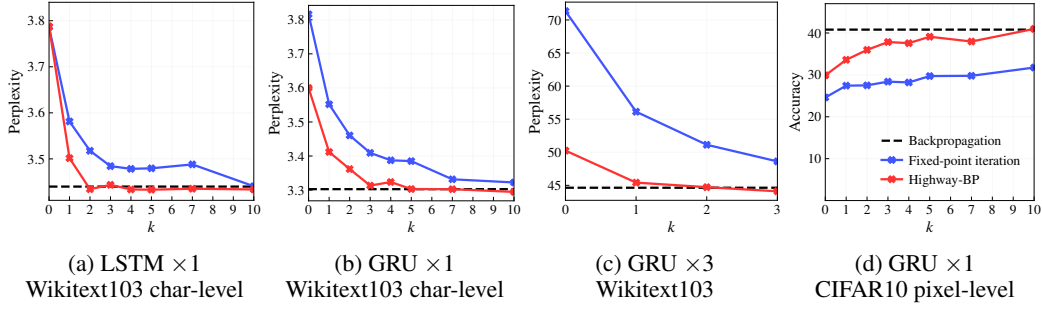 3.8
3.7
3.6
3.5
Perplexity
0 1 2 3 4 5 6 7 8 9 10
k
(a) LSTM ×1
Wikitext103 char-level
3.8
3.7
3.6
3.5
3.4
3.3
Perplexity
0 1 2 3 4 5 6 7 8 9 10
k
(b) GRU ×1
Wikitext103 char-level
70
65
60
55
50
45
Perplexity
0 1 2 3
k
(c) GRU ×3
Wikitext103
40
30
20
10
Accuracy
Backpropagation
Fixed-point iteration
Highway-BP
0 1 2 3 4 5 6 7 8 9 10
k
(d) GRU ×1
CIFAR10 pixel-level